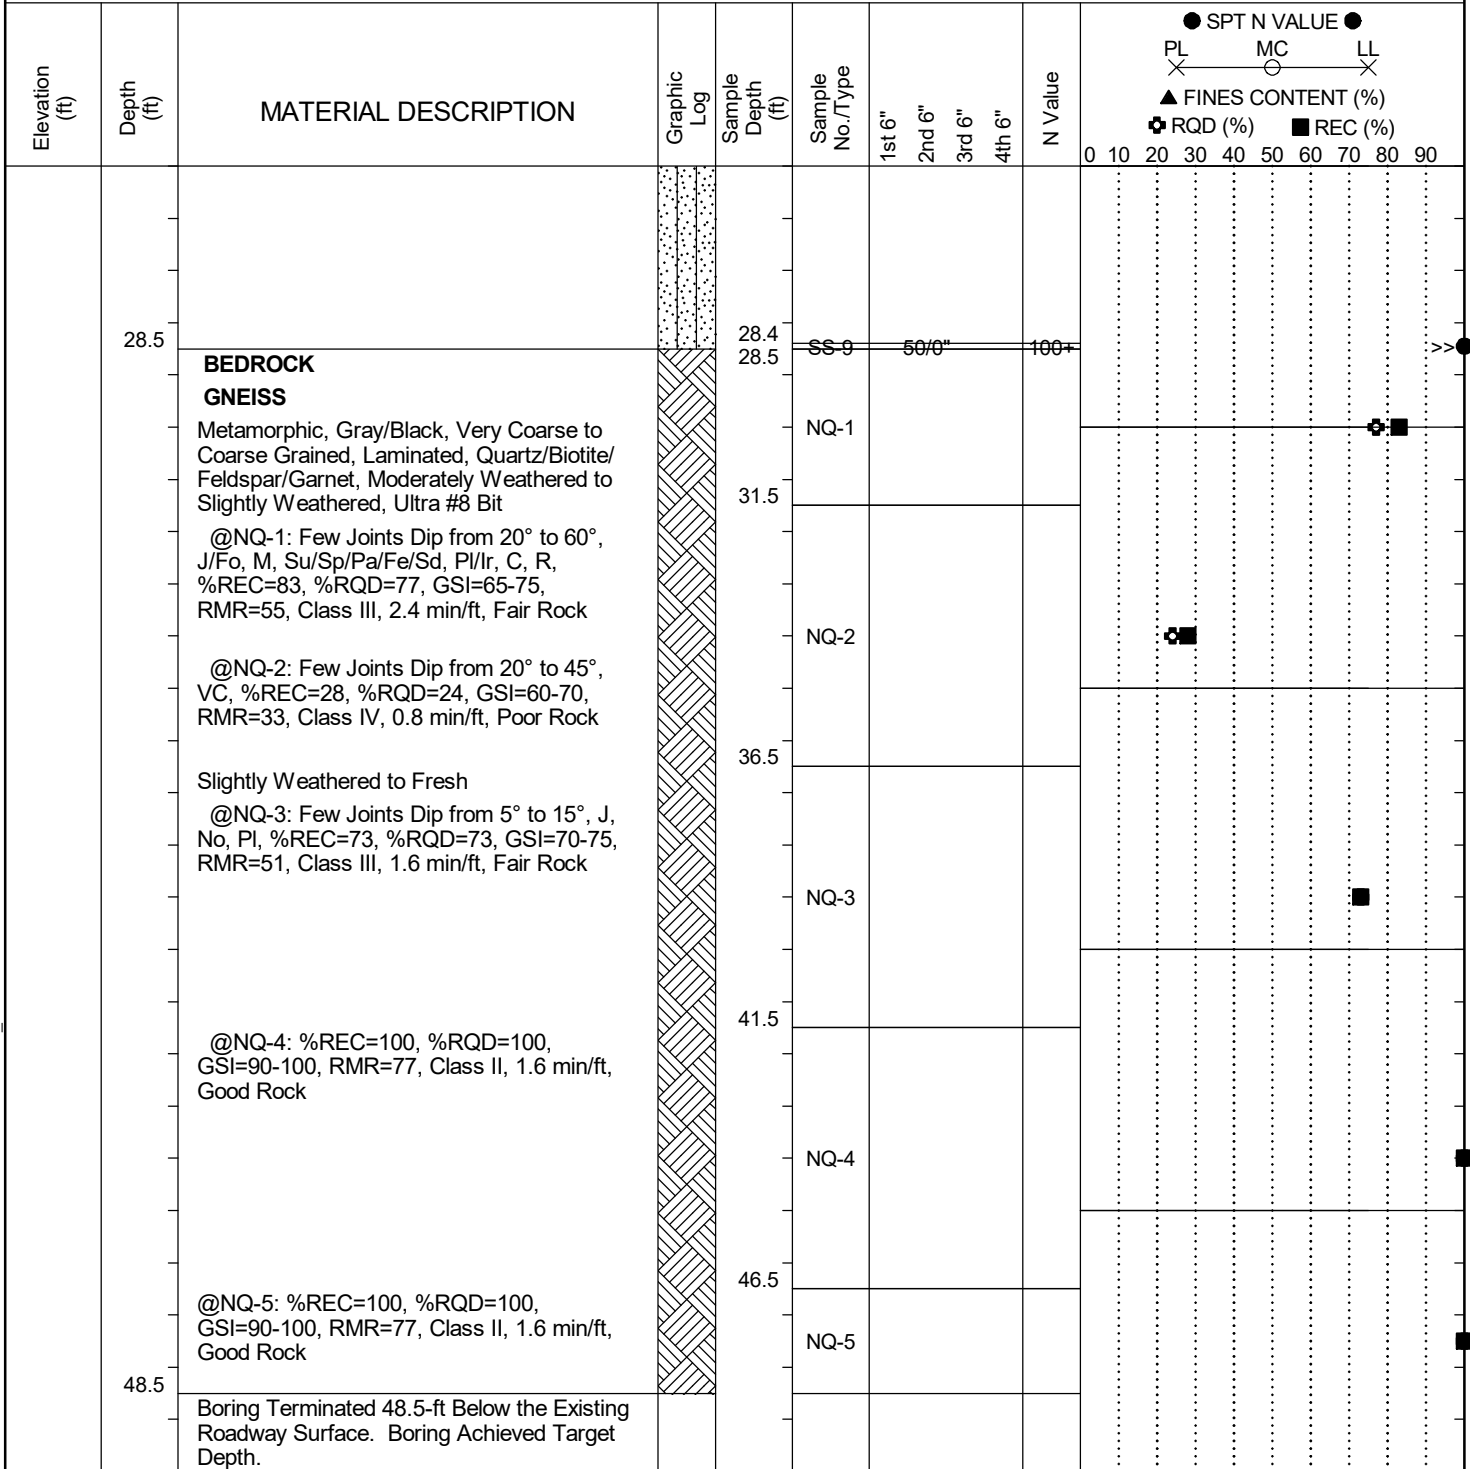 Elevation
(ft)
Depth
(ft)
MATERIAL DESCRIPTION
Graphic
Log
Sample
Depth
(ft)
Sample
No./Type
1st 6"
2nd 6"
3rd 6"
4th 6"
N Value
SPT N VALUE
PL MC LL
FINES CONTENT (%)
RQD (%) REC (%)
0 10 20 30 40 50 60 70 80 90
28.5
28.4
28.5
SS-9 50/0" 100+ >>
BEDROCK
GNEISS
Metamorphic, Gray/Black, Very Coarse to
Coarse Grained, Laminated, Quartz/Biotite/
Feldspar/Garnet, Moderately Weathered to
Slightly Weathered, Ultra #8 Bit
NQ-1
31.5
@NQ-1: Few Joints Dip from 20° to 60°,
J/Fo, M, Su/Sp/Pa/Fe/Sd, Pl/Ir, C, R,
%REC=83, %RQD=77, GSI=65-75,
RMR=55, Class III, 2.4 min/ft, Fair Rock
NQ-2
@NQ-2: Few Joints Dip from 20° to 45°,
VC, %REC=28, %RQD=24, GSI=60-70,
RMR=33, Class IV, 0.8 min/ft, Poor Rock
36.5
Slightly Weathered to Fresh
@NQ-3: Few Joints Dip from 5° to 15°, J,
No, Pl, %REC=73, %RQD=73, GSI=70-75,
RMR=51, Class III, 1.6 min/ft, Fair Rock
NQ-3
41.5
@NQ-4: %REC=100, %RQD=100,
GSI=90-100, RMR=77, Class II, 1.6 min/ft,
Good Rock
NQ-4
46.5
@NQ-5: %REC=100, %RQD=100,
GSI=90-100, RMR=77, Class II, 1.6 min/ft,
Good Rock
NQ-5
48.5
Boring Terminated 48.5-ft Below the Existing
Roadway Surface. Boring Achieved Target
Depth.